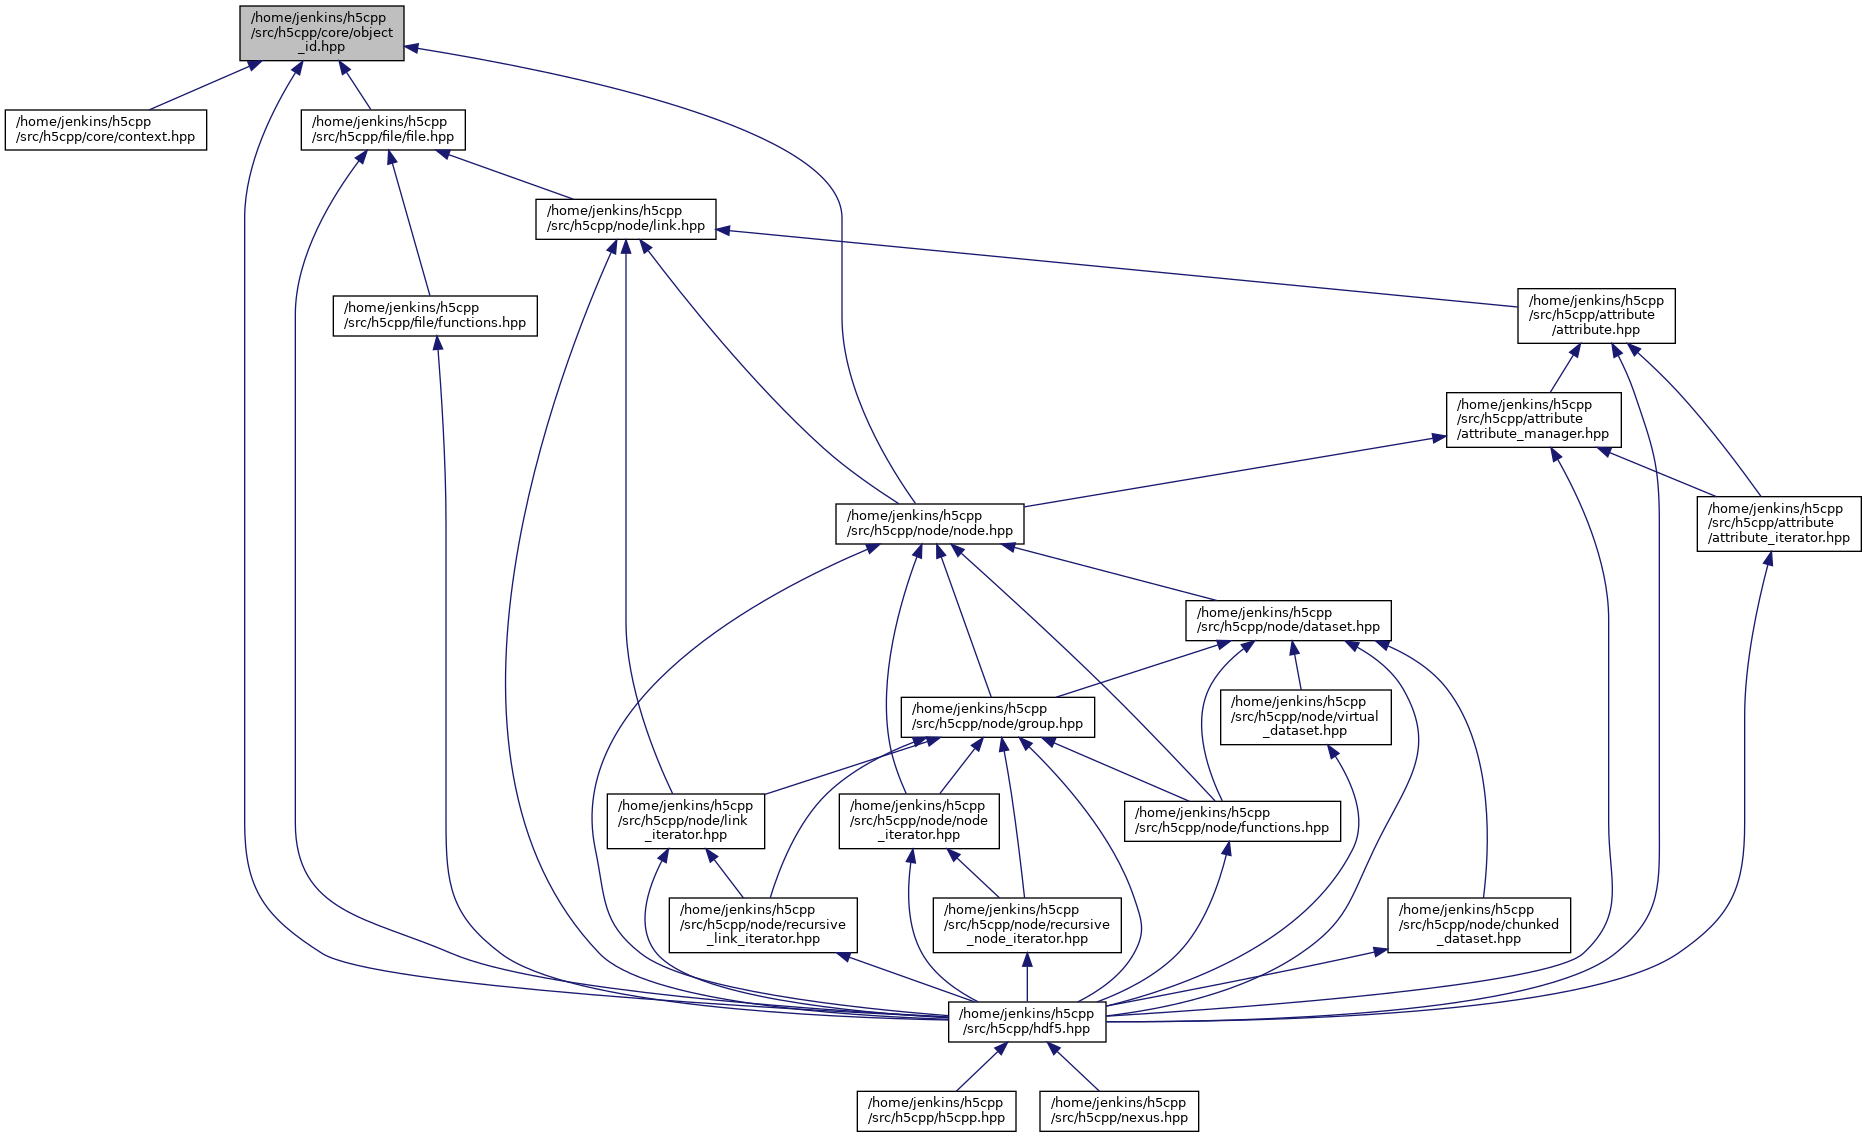 /home/jenkins/h5cpp
/src/h5cpp/core/object
_id.hpp
/home/jenkins/h5cpp
/src/h5cpp/core/context.hpp
/home/jenkins/h5cpp
/src/h5cpp/file/file.hpp
/home/jenkins/h5cpp
/src/h5cpp/node/link.hpp
/home/jenkins/h5cpp
/src/h5cpp/file/functions.hpp
/home/jenkins/h5cpp
/src/h5cpp/attribute
/attribute.hpp
/home/jenkins/h5cpp
/src/h5cpp/attribute
/attribute_manager.hpp
/home/jenkins/h5cpp
/src/h5cpp/node/node.hpp
/home/jenkins/h5cpp
/src/h5cpp/attribute
/attribute_iterator.hpp
/home/jenkins/h5cpp
/src/h5cpp/node/dataset.hpp
/home/jenkins/h5cpp
/src/h5cpp/node/group.hpp
/home/jenkins/h5cpp
/src/h5cpp/node/virtual
_dataset.hpp
/home/jenkins/h5cpp
/src/h5cpp/node/link
_iterator.hpp
/home/jenkins/h5cpp
/src/h5cpp/node/node
_iterator.hpp
/home/jenkins/h5cpp
/src/h5cpp/node/functions.hpp
/home/jenkins/h5cpp
/src/h5cpp/node/recursive
_link_iterator.hpp
/home/jenkins/h5cpp
/src/h5cpp/node/recursive
_node_iterator.hpp
/home/jenkins/h5cpp
/src/h5cpp/node/chunked
_dataset.hpp
/home/jenkins/h5cpp
/src/h5cpp/hdf5.hpp
/home/jenkins/h5cpp
/src/h5cpp/h5cpp.hpp
/home/jenkins/h5cpp
/src/h5cpp/nexus.hpp